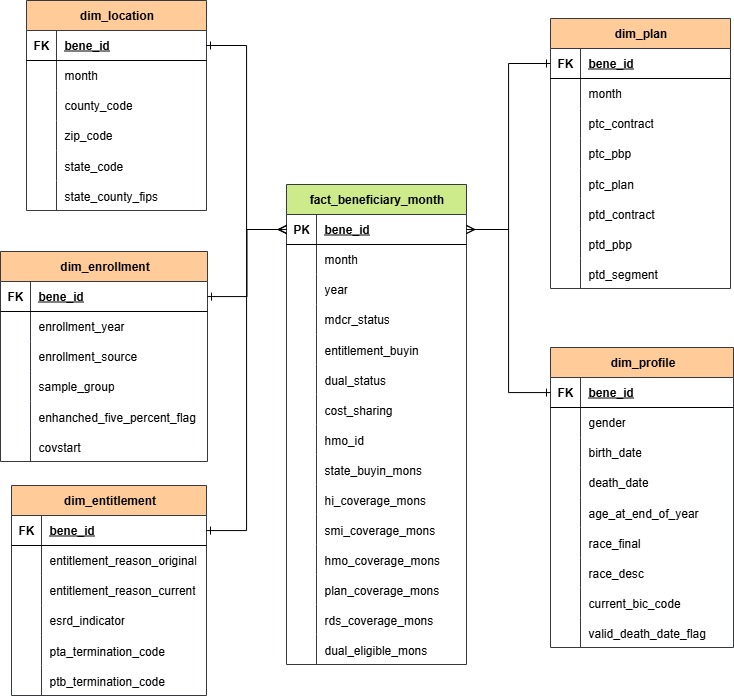 dim_location
FK bene_id
month
county_code
zip_code
state_code
state_county_fips
dim_enrollment
FK bene_id
enrollment_year
enrollment_source
sample_group
enhanched_five_percent_flag
covstart
dim_entitlement
FK bene_id
entitlement_reason_original
entitlement_reason_current
esrd_indicator
pta_termination_code
ptb_termination_code
fact_beneficiary_month
PK bene_id
month
year
mdcr_status
entitlement_buyin
dual_status
cost_sharing
hmo_id
state_buyin_mons
hi_coverage_mons
smi_coverage_mons
hmo_coverage_mons
plan_coverage_mons
rds_coverage_mons
dual_eligible_mons
dim_plan
FK bene_id
month
ptc_contract
ptc_pbp
ptc_plan
ptd_contract
ptd_pbp
ptd_segment
dim_profile
FK bene_id
gender
birth_date
death_date
age_at_end_of_year
race_final
race_desc
current_bic_code
valid_death_date_flag